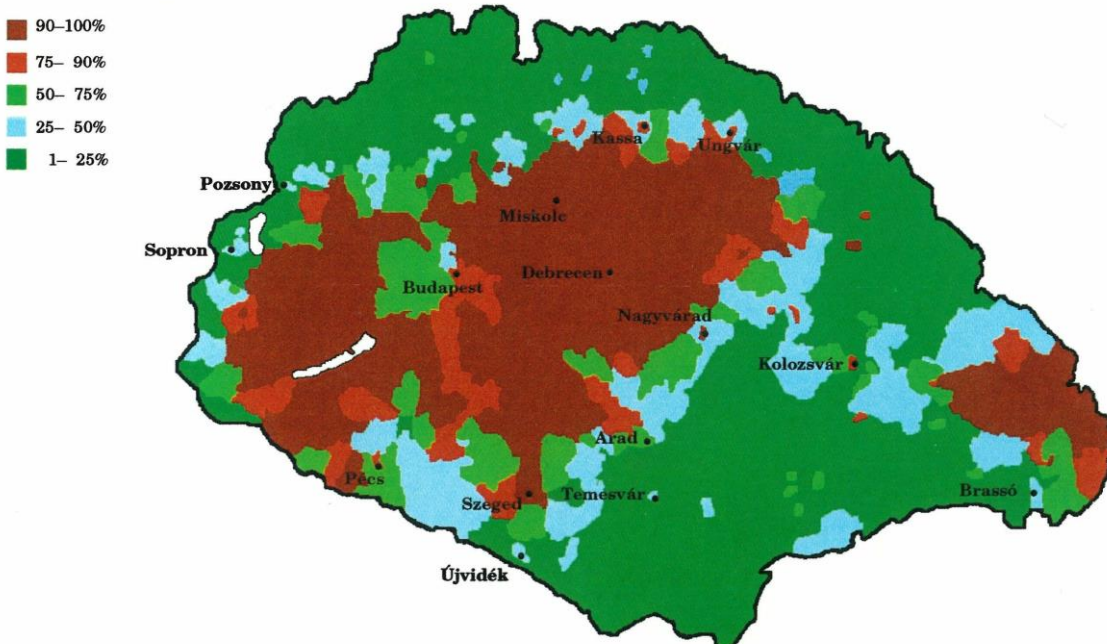 90–100%
75– 90%
50– 75%
25– 50%
1– 25%
Kassa
Ungvár
Pozsony
Miskolc
Sopron
Debrecen
Budapest
Nagyvárad
Kolozsvár
Arad
Pécs
Szeged
Temesvár
Brassó
Újvidék